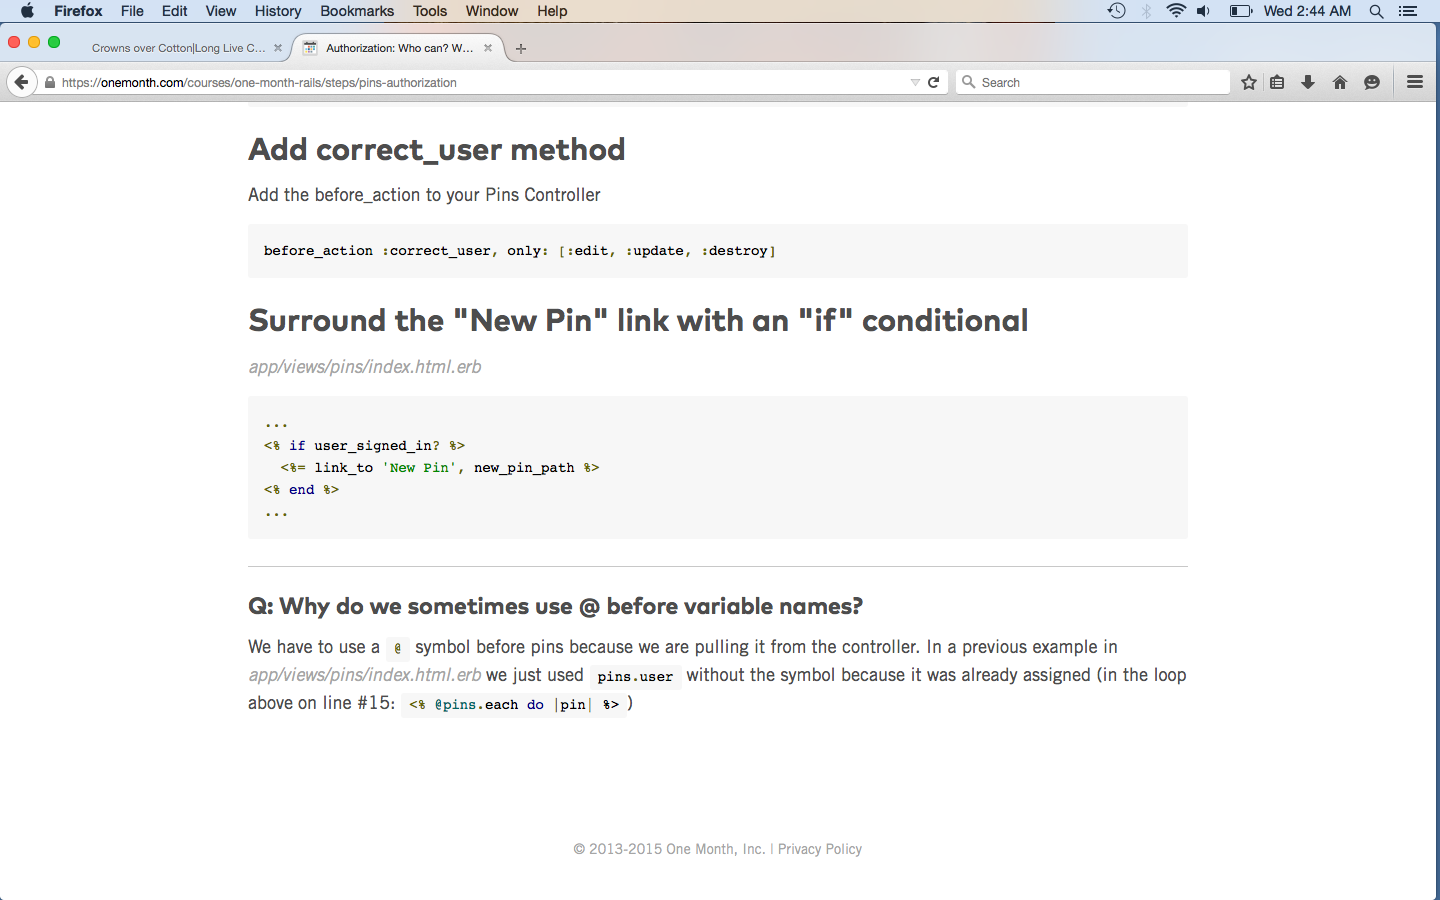 Firefox File Edit View History Bookmarks Tools Window Help Wed 2:44 AM
Crowns over Cotton|Long Live C... Authorization: Who can? W...
https://onemonth.com/courses/one-month-rails/steps/pins-authorization Search
Add correct_user method
Add the before_action to your Pins Controller
before_action :correct_user, only: [:edit, :update, :destroy]
Surround the "New Pin" link with an "if" conditional
app/views/pins/index.html.erb
...
<% if user_signed_in? %>
<%= link_to 'New Pin', new_pin_path %>
<% end %>
...
Q: Why do we sometimes use @ before variable names?
We have to use a @ symbol before pins because we are pulling it from the controller. In a previous example in
app/views/pins/index.html.erb we just used pins.user without the symbol because it was already assigned (in the loop
above on line #15: <% @pins.each do |pin| %> )
© 2013-2015 One Month, Inc. | Privacy Policy